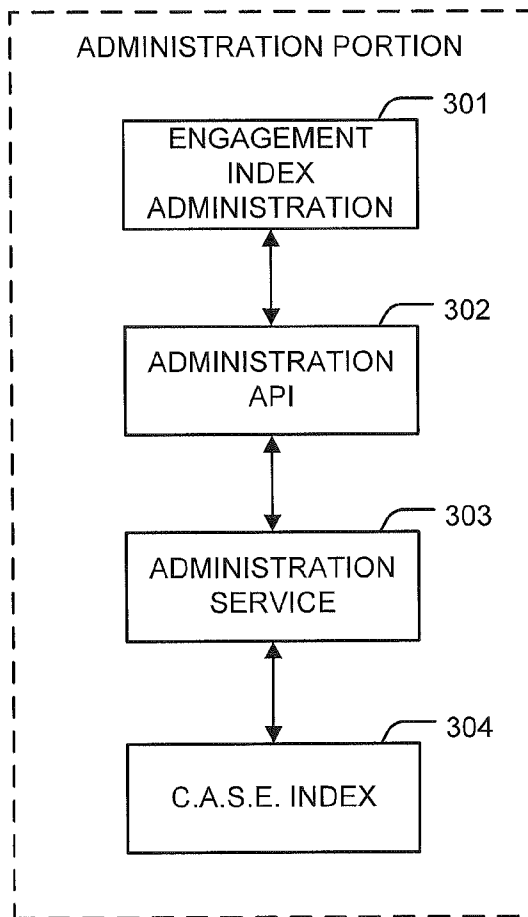 ADMINISTRATION PORTION
301
ENGAGEMENT
INDEX
ADMINISTRATION
302
ADMINISTRATION
API
303
ADMINISTRATION
SERVICE
304
C.A.S.E. INDEX